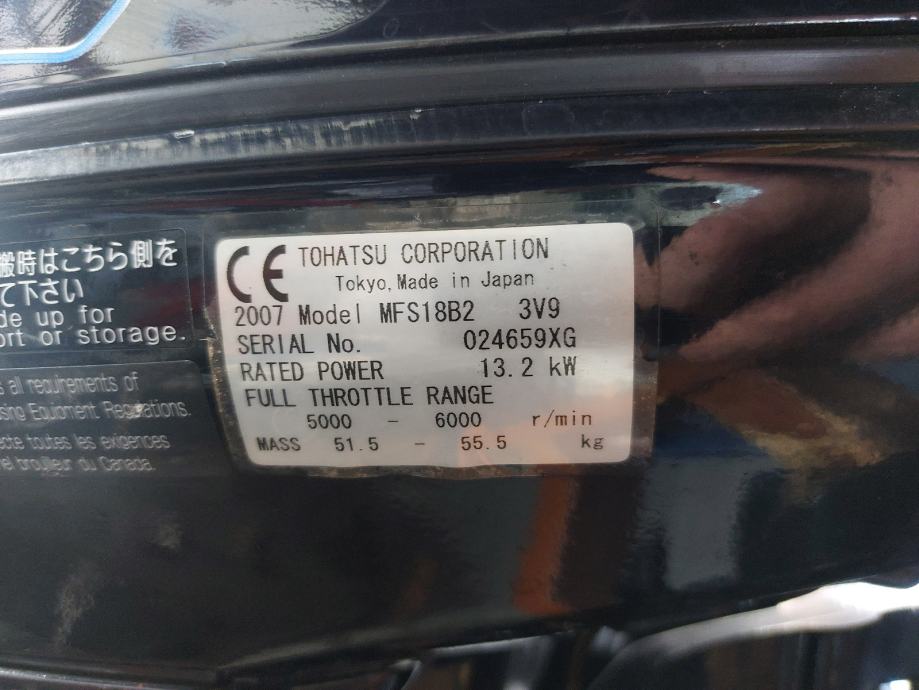 搬時はこちら側を
て下さい
de up for
ort or storage.
s all requirements of
Equipment Regulations.
toutes les exigences
brouilleur du Canada.
CE TOHATSU CORPORATION
Tokyo, Made in Japan
2007 Model MFS18B2 3V9
SERIAL No. 024659XG
RATED POWER 13.2 kW
FULL THROTTLE RANGE
5000 - 6000 r/min
MASS 51.5 - 55.5 kg